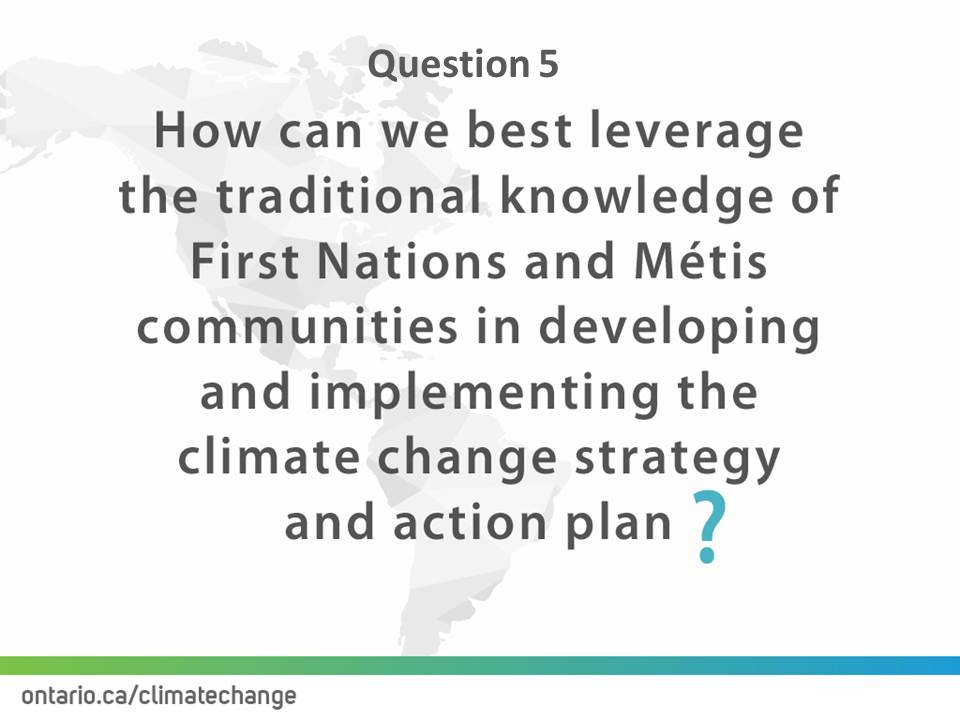 Question 5
How can we best leverage
the traditional knowledge of
First Nations and Métis
communities in developing
and implementing the
climate change strategy
and action plan ?
ontario.ca/climatechange